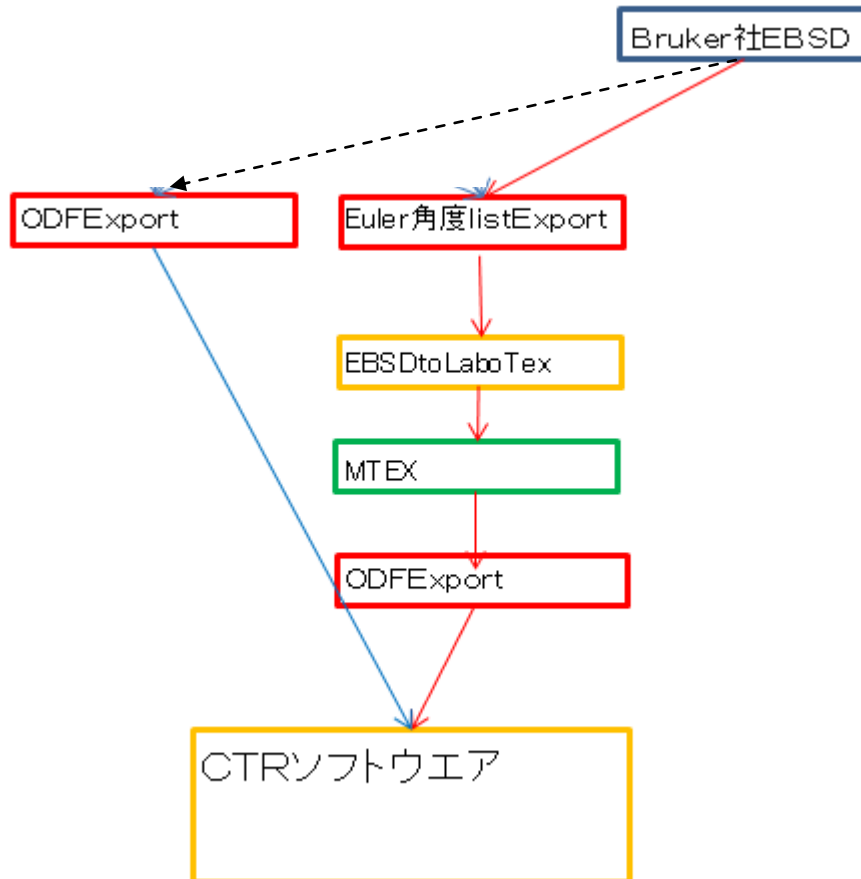 Bruker社EBSD
ODFExport
Euler角度listExport
EBSDtoLaboTex
MTEX
ODFExport
CTRソフトウエア